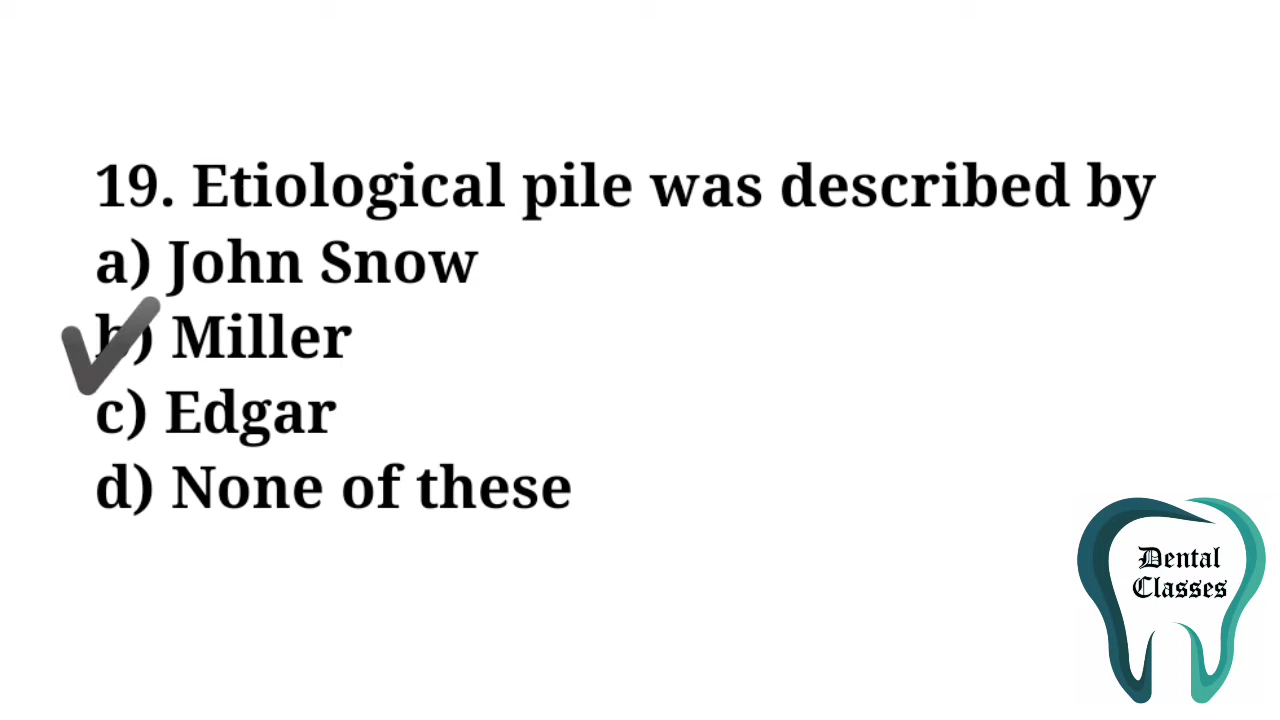 19. Etiological pile was described by
a) John Snow
b) Miller
c) Edgar
d) None of these
Dental
Classes